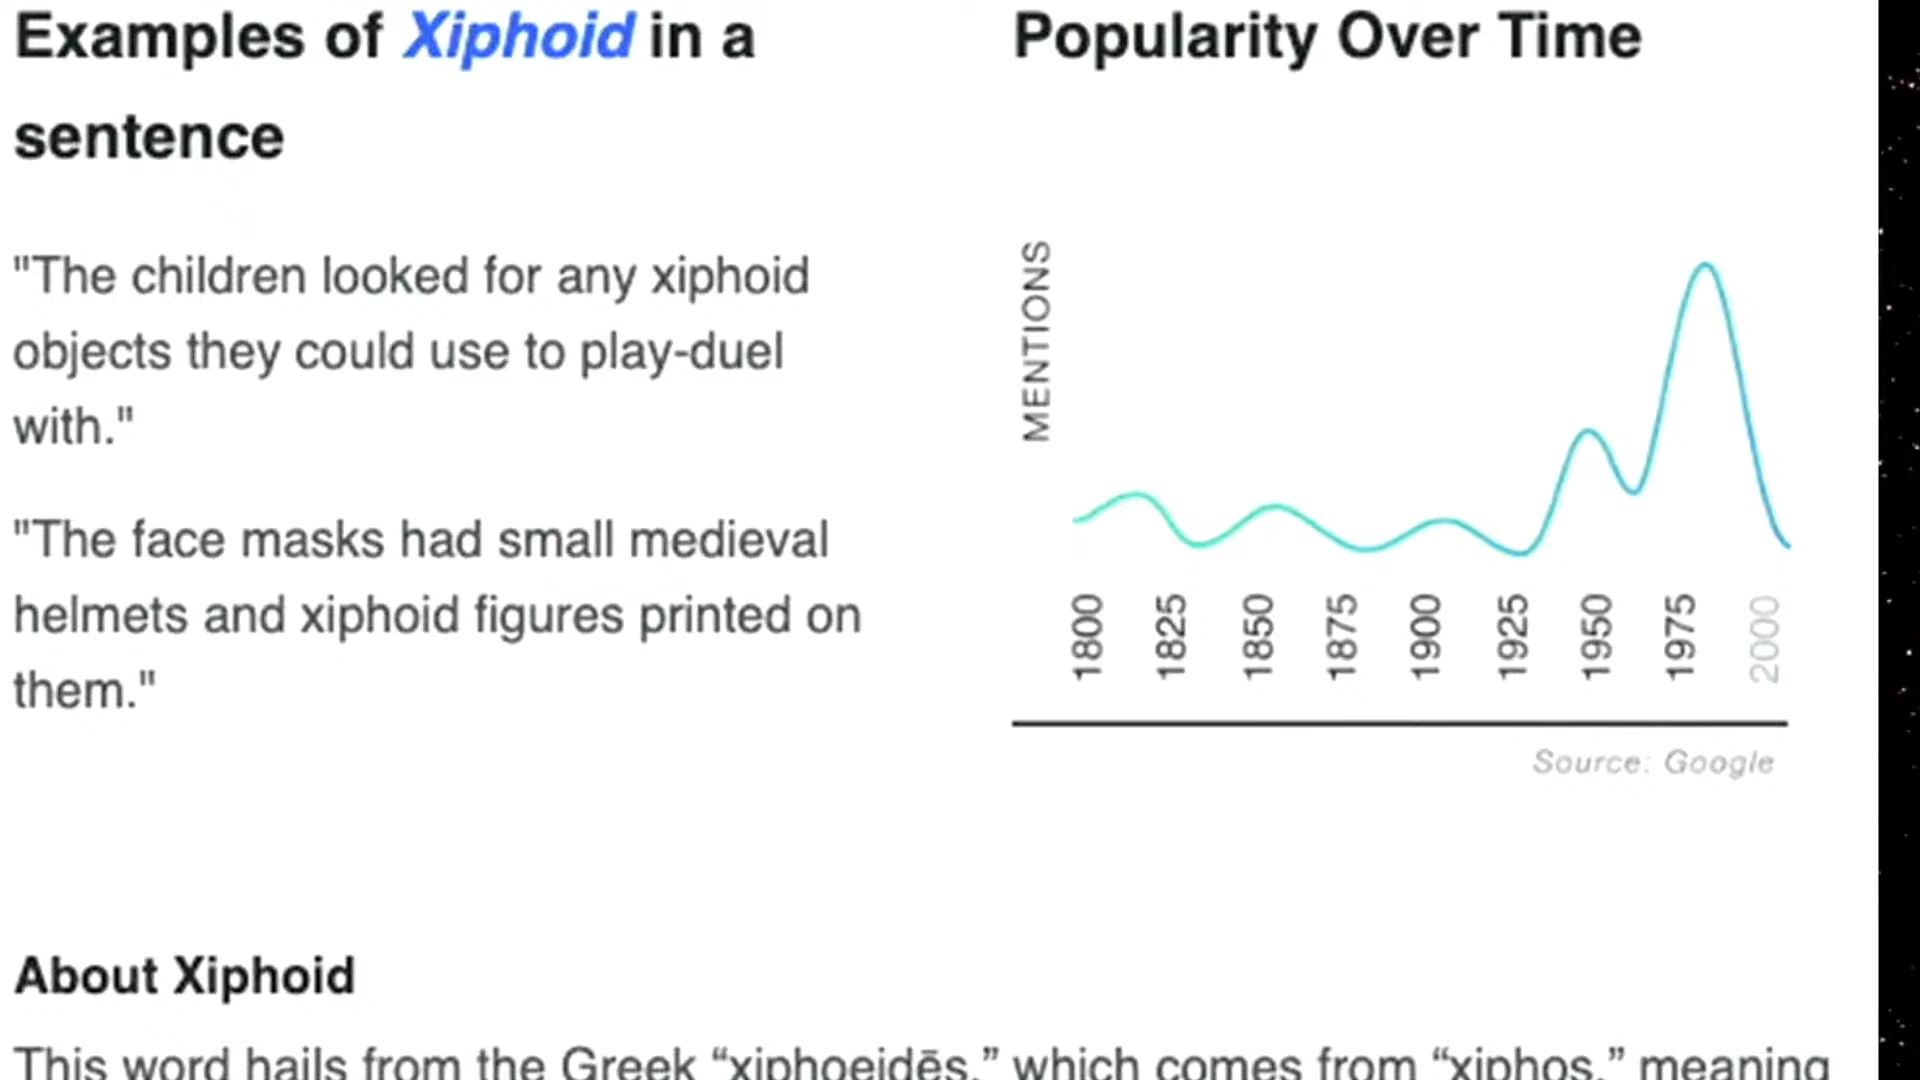 Examples of Xiphoid in a
sentence
"The children looked for any xiphoid
objects they could use to play-duel
with."
"The face masks had small medieval
helmets and xiphoid figures printed on
them."
Popularity Over Time
MENTIONS
1800
1825
1850
1875
1900
1925
1950
1975
2000
Source: Google
About Xiphoid
This word hails from the Greek “xiphoeidēs,” which comes from “xiphos,” meaning